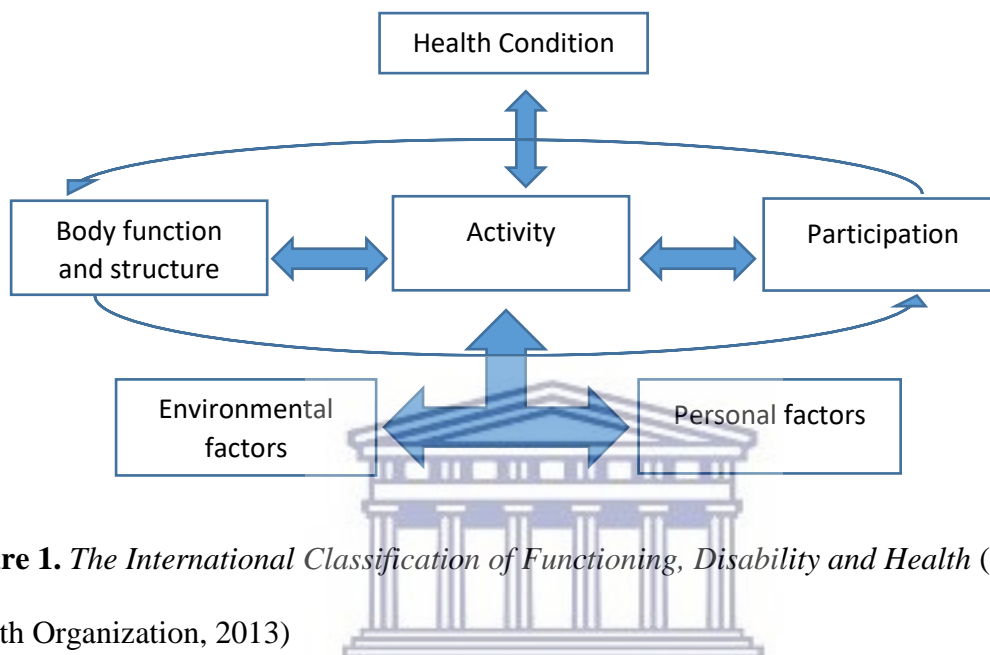 Health Condition
Body function
and structure
Activity
Participation
Environmental
factors
Personal factors
re 1. The International Classification of Functioning, Disability and Health (
th Organization, 2013)